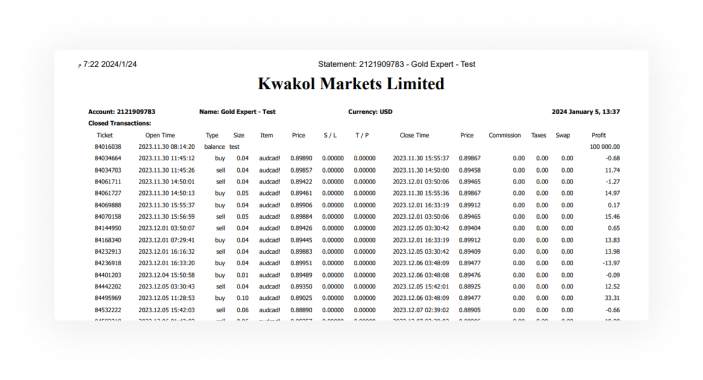 م 7:22 2024/1/24 Statement: 2121909783 - Gold Expert - Test
Kwakol Markets Limited
Account: 2121909783 Name: Gold Expert - Test Currency: USD 2024 January 5, 13:37
Closed Transactions:
Ticket Open Time Type Size Item Price S / L T / P Close Time Price Commission Taxes Swap Profit
84016038 2023.11.30 08:14:20 balance test 100 000.00
84034664 2023.11.30 11:45:12 buy 0.04 audcad! 0.89890 0.00000 0.00000 2023.11.30 15:55:37 0.89867 0.00 0.00 0.00 -0.68
84034703 2023.11.30 11:45:26 sell 0.04 audcad! 0.89857 0.00000 0.00000 2023.11.30 14:50:00 0.89458 0.00 0.00 0.00 11.74
84061711 2023.11.30 14:50:01 sell 0.04 audcad! 0.89422 0.00000 0.00000 2023.12.01 03:50:06 0.89465 0.00 0.00 0.00 -1.27
84061727 2023.11.30 14:50:13 buy 0.05 audcad! 0.89461 0.00000 0.00000 2023.11.30 15:55:36 0.89867 0.00 0.00 0.00 14.97
84069888 2023.11.30 15:55:37 buy 0.04 audcad! 0.89906 0.00000 0.00000 2023.12.01 16:33:19 0.89912 0.00 0.00 0.00 0.17
84070158 2023.11.30 15:56:59 sell 0.05 audcad! 0.89884 0.00000 0.00000 2023.12.01 03:50:06 0.89465 0.00 0.00 0.00 15.46
84144950 2023.12.01 03:50:07 sell 0.04 audcad! 0.89426 0.00000 0.00000 2023.12.05 03:30:42 0.89404 0.00 0.00 0.00 0.65
84168340 2023.12.01 07:29:41 buy 0.04 audcad! 0.89445 0.00000 0.00000 2023.12.01 16:33:19 0.89912 0.00 0.00 0.00 13.83
84232913 2023.12.01 16:16:32 sell 0.04 audcad! 0.89883 0.00000 0.00000 2023.12.05 03:30:42 0.89409 0.00 0.00 0.00 13.98
84236918 2023.12.01 16:33:20 buy 0.04 audcad! 0.89951 0.00000 0.00000 2023.12.06 03:48:09 0.89477 0.00 0.00 0.00 -13.97
84401203 2023.12.04 15:50:58 buy 0.01 audcad! 0.89489 0.00000 0.00000 2023.12.06 03:48:08 0.89476 0.00 0.00 0.00 -0.09
84442202 2023.12.05 03:30:43 sell 0.04 audcad! 0.89350 0.00000 0.00000 2023.12.05 15:42:01 0.88925 0.00 0.00 0.00 12.52
84495969 2023.12.05 11:28:53 buy 0.10 audcad! 0.89025 0.00000 0.00000 2023.12.06 03:48:09 0.89477 0.00 0.00 0.00 33.31
84532222 2023.12.05 15:42:03 sell 0.06 audcad! 0.88890 0.00000 0.00000 2023.12.07 02:39:02 0.88905 0.00 0.00 0.00 -0.66